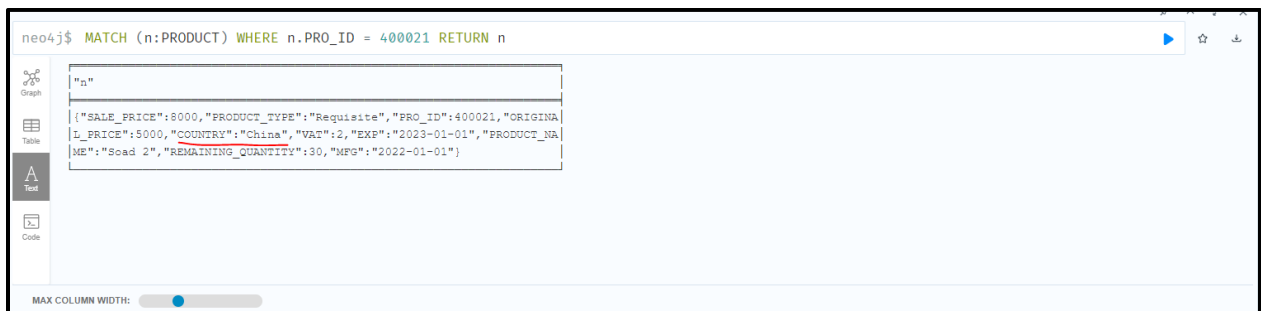 neo4j$ MATCH (n:PRODUCT) WHERE n.PRO_ID = 400021 RETURN n
Graph
Table
A
Text
Code
"n"
{"SALE_PRICE":8000,"PRODUCT_TYPE":"Requisite","PRO_ID":400021,"ORIGINA
L_PRICE":5000,"COUNTRY":"China","VAT":2,"EXP":"2023-01-01","PRODUCT_NA
ME":"Soad 2","REMAINING_QUANTITY":30,"MFG":"2022-01-01"}
MAX COLUMN WIDTH: